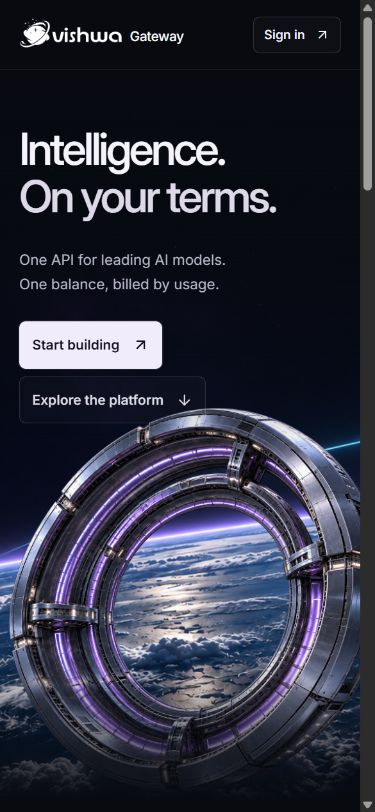 vishwa Gateway
Sign in
Intelligence.
On your terms.
One API for leading AI models.
One balance, billed by usage.
Start building
Explore the platform